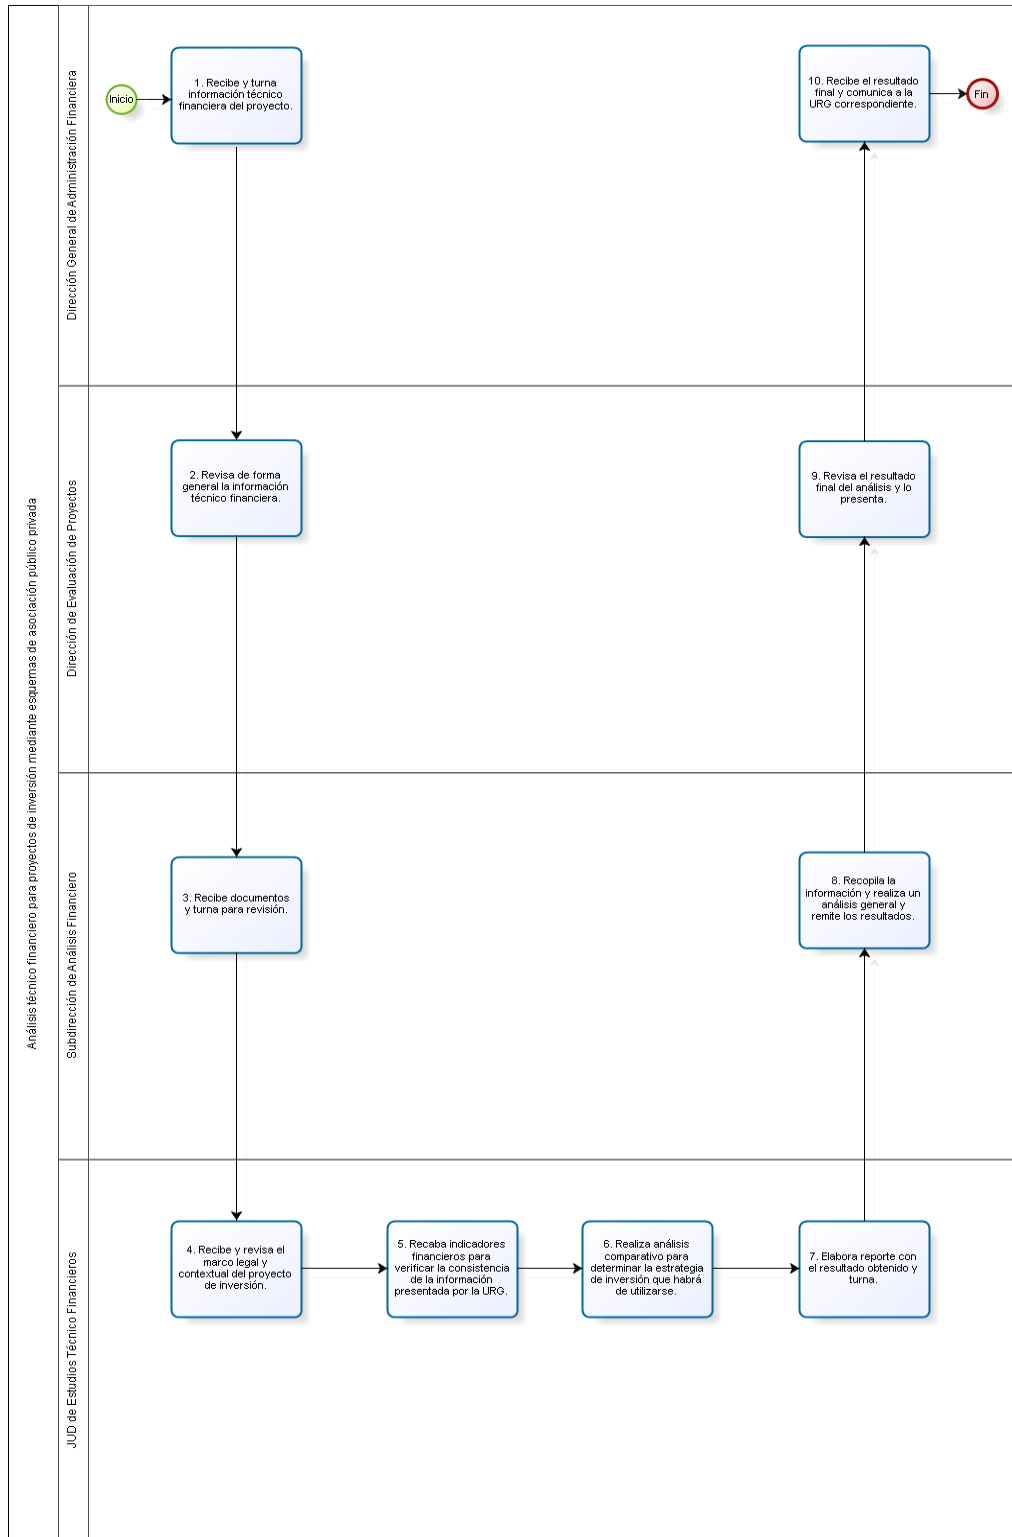 Análisis técnico financiero para proyectos de inversión mediante esquemas de asociación público privada
Dirección General de Administración Financiera
Inicio
1. Recibe y turna
información técnico
financiera del proyecto.
10. Recibe el resultado
final y comunica a la
URG correspondiente.
Fin
Dirección de Evaluación de Proyectos
2. Revisa de forma
general la información
técnico financiera.
9. Revisa el resultado
final del análisis y lo
presenta.
Subdirección de Análisis Financiero
3. Recibe documentos
y turna para revisión.
8. Recopila la
información y realiza un
análisis general y
remite los resultados.
JUD de Estudios Técnico Financieros
4. Recibe y revisa el
marco legal y
contextual del proyecto
de inversión.
5. Recaba indicadores
financieros para
verificar la consistencia
de la información
presentada por la URG.
6. Realiza análisis
comparativo para
determinar la estrategia
de inversión que habrá
de utilizarse.
7. Elabora reporte con
el resultado obtenido y
turna.